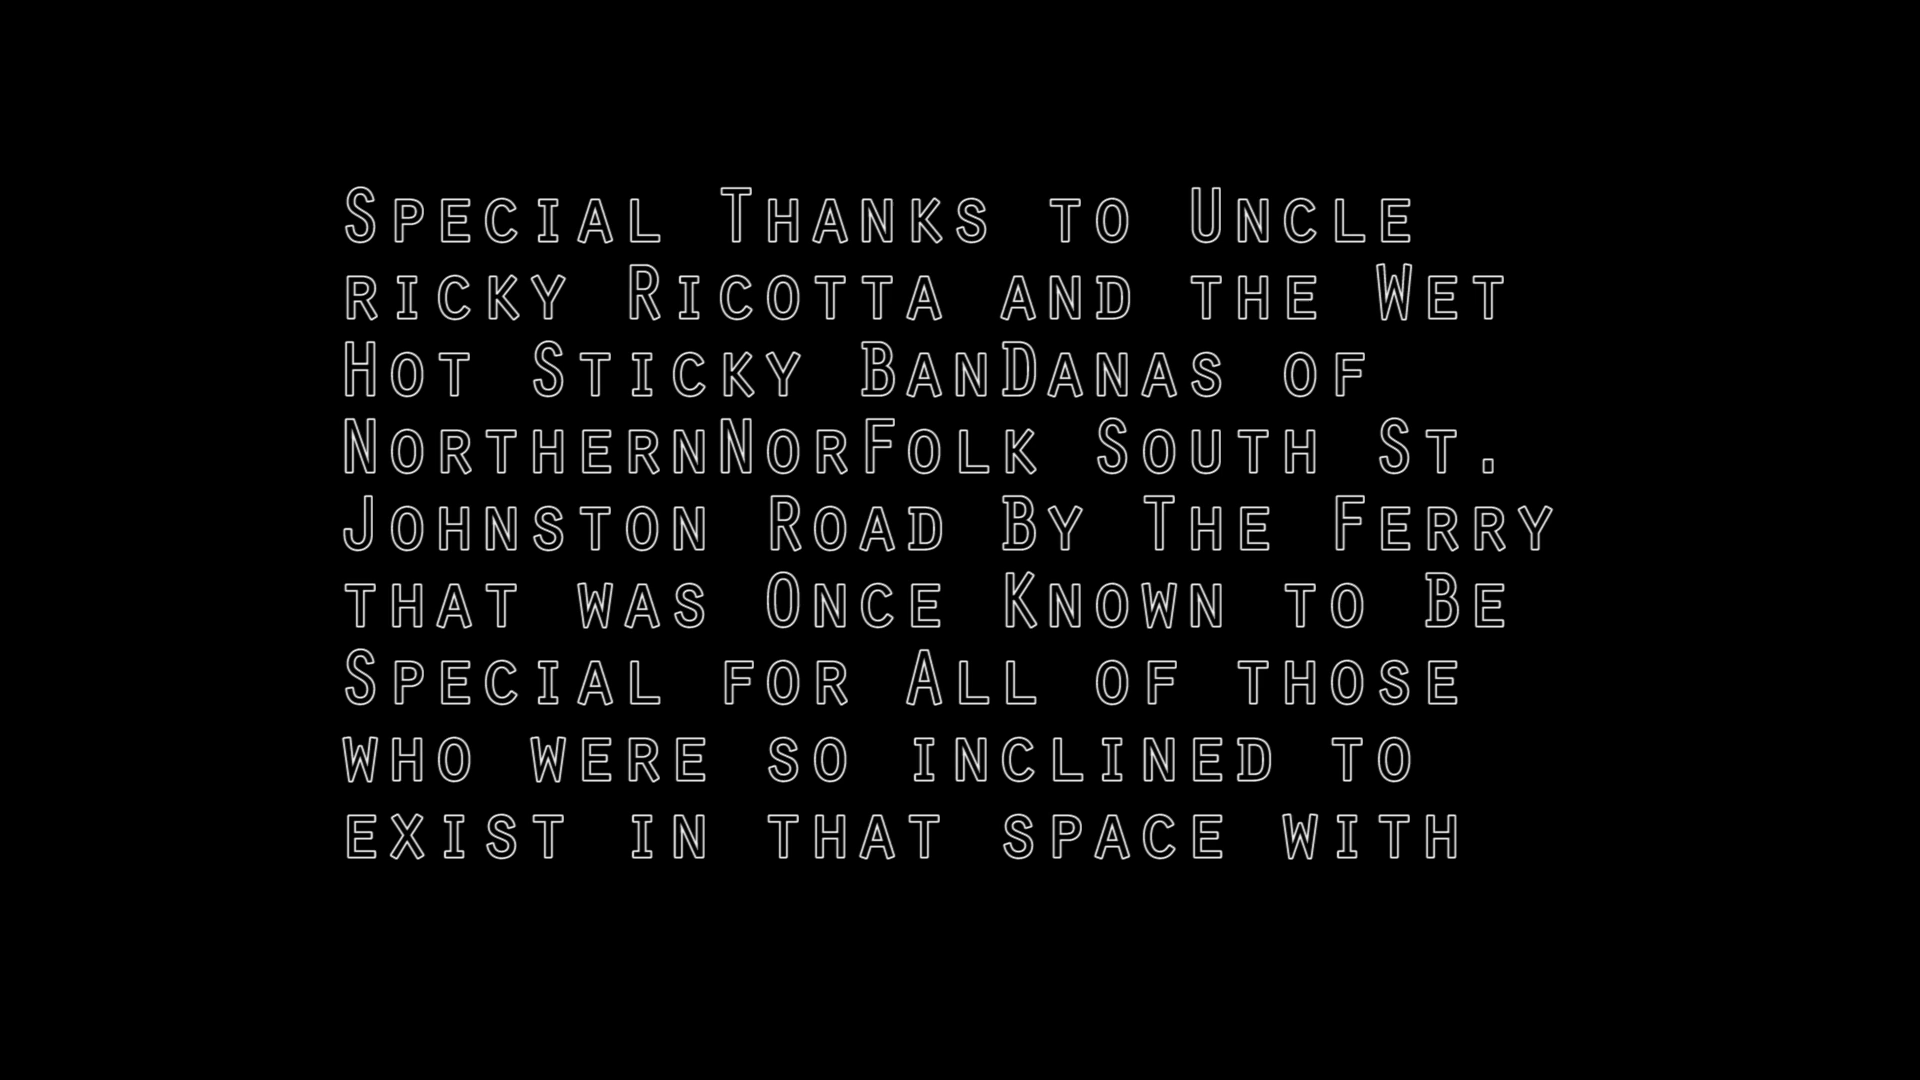 Special Thanks to Uncle
ricky Ricotta and the Wet
Hot Sticky BanDanas of
NorthernNorFolk South St.
Johnston Road By The Ferry
that was Once Known to Be
Special for All of those
who were so inclined to
exist in that space with